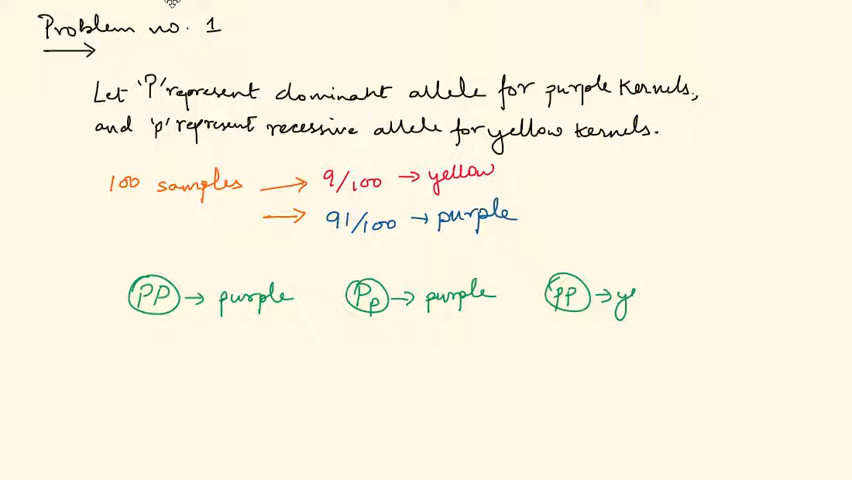 Problem no. 1
Let 'P' represent dominant allele for purple kernels,
and 'p' represent recessive allele for yellow kernels.
100 samples → 9/100 → yellow
→ 91/100 → purple
PP → purple Pp → purple pp → ye